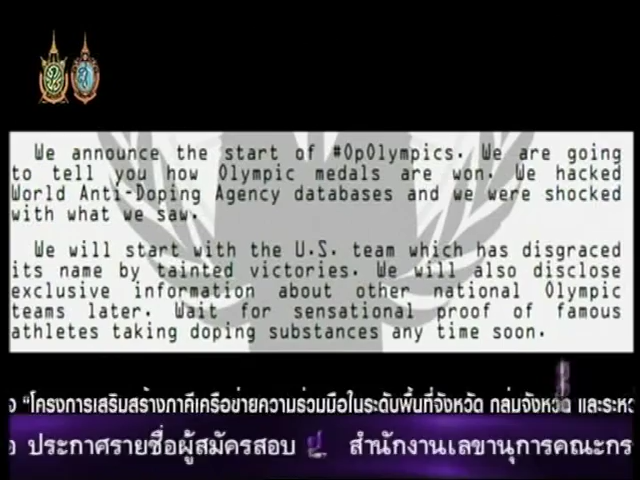 We announce the start of #OpOlympics. We are going
to tell you how Olympic medals are won. We hacked
World Anti-Doping Agency databases and we were shocked
with what we saw.
We will start with the U.S. team which has disgraced
its name by tainted victories. We will also disclose
exclusive information about other national Olympic
teams later. Wait for sensational proof of famous
athletes taking doping substances any time soon.
“โครงการเสริมสร้างภาคีเครือข่ายความร่วมมือในระดับพื้นที่จังหวัด กลุ่มจังหวัด และระหว
ประกาศรายชื่อผู้สมัครสอบ สำนักงานเลขานุการคณะกร